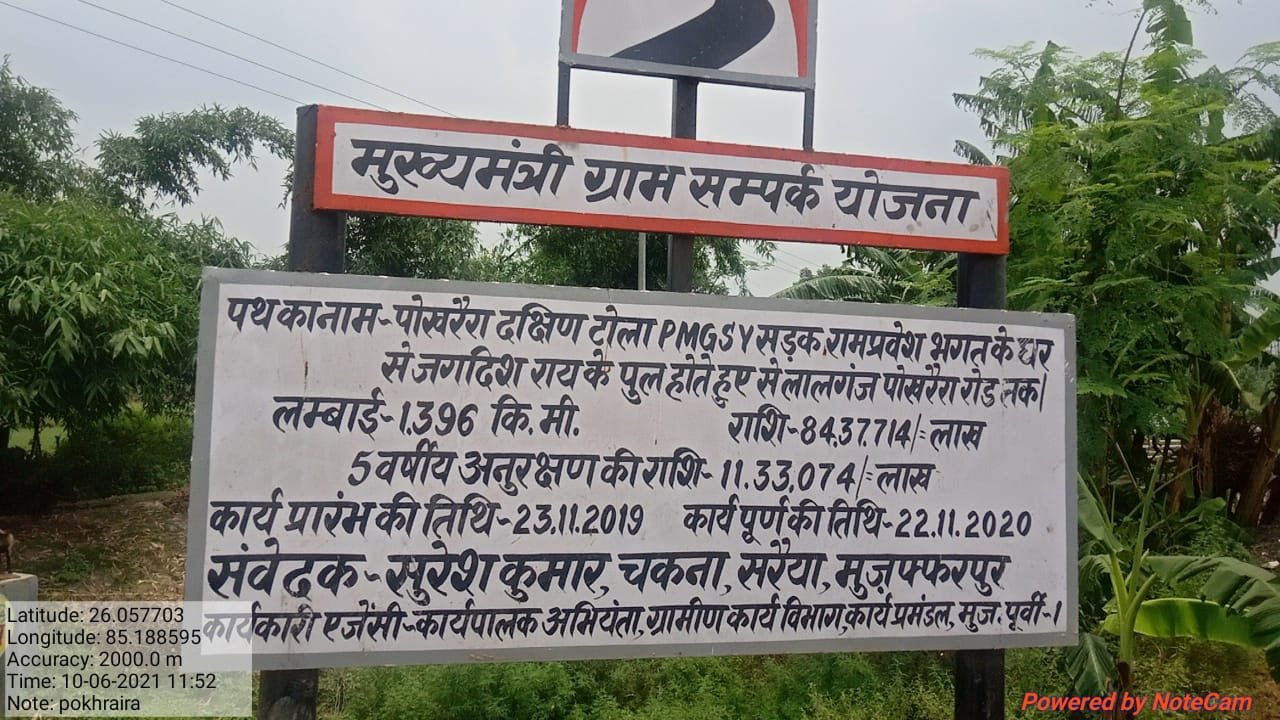 मुख्यमंत्री ग्राम सम्पर्क योजना
पथ का नाम-पोखरैरा दक्षिण टोला PMGSY सड़क रामप्रवेश भगत के घर
से जगदिश राय के पुल होते हुए से लालगंज पोखरैरा रोड तक।
लम्बाई-1.396 कि.मी. राशि-84,37,714/= लाख
5 वर्षीय अनुरक्षण की राशि-11.33,074/= लाख
कार्य प्रारंभ की तिथि-23.11.2019 कार्य पूर्ण की तिथि-22.11.2020
संवेदक-सुरेश कुमार, चकना, सरैया, मुज़फ्फरपुर
कार्यकारी एजेंसी-कार्यपालक अभियंता, ग्रामीण कार्य विभाग, कार्य प्रमंडल, मुज. पूर्वी-1
Latitude: 26.057703
Longitude: 85.188595
Accuracy: 2000.0 m
Time: 10-06-2021 11:52
Note: pokhraira
Powered by NoteCam